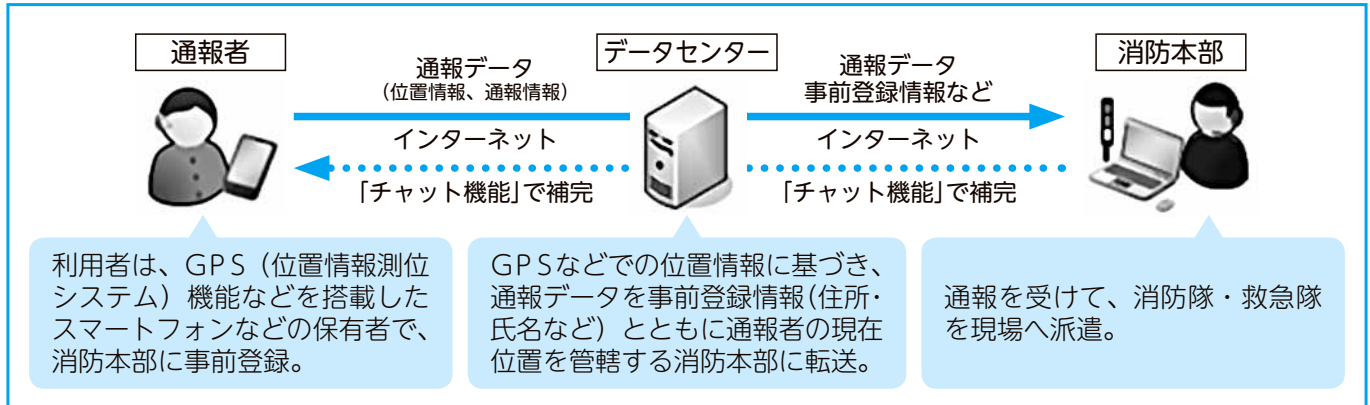 通報者
データセンター
消防本部
通報データ
(位置情報、通報情報)
インターネット
「チャット機能」で補完
通報データ
事前登録情報など
インターネット
「チャット機能」で補完
利用者は、GPS（位置情報測位
システム）機能などを搭載した
スマートフォンなどの保有者で、
消防本部に事前登録。
GPSなどでの位置情報に基づき、
通報データを事前登録情報(住所・
氏名など）とともに通報者の現在
位置を管轄する消防本部に転送。
通報を受けて、消防隊・救急隊
を現場へ派遣。